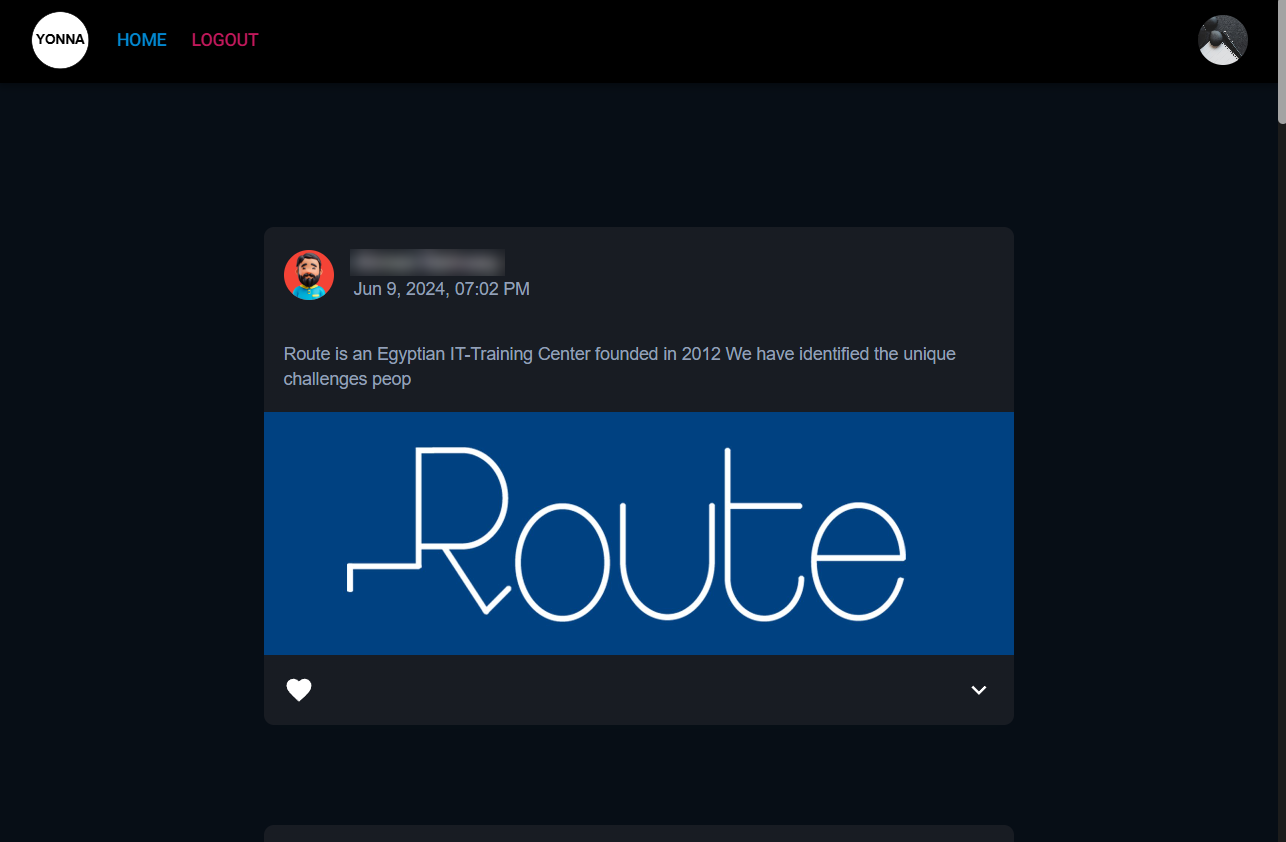 YONNA
HOME
LOGOUT
Jun 9, 2024, 07:02 PM
Route is an Egyptian IT-Training Center founded in 2012 We have identified the unique
challenges peop
Route